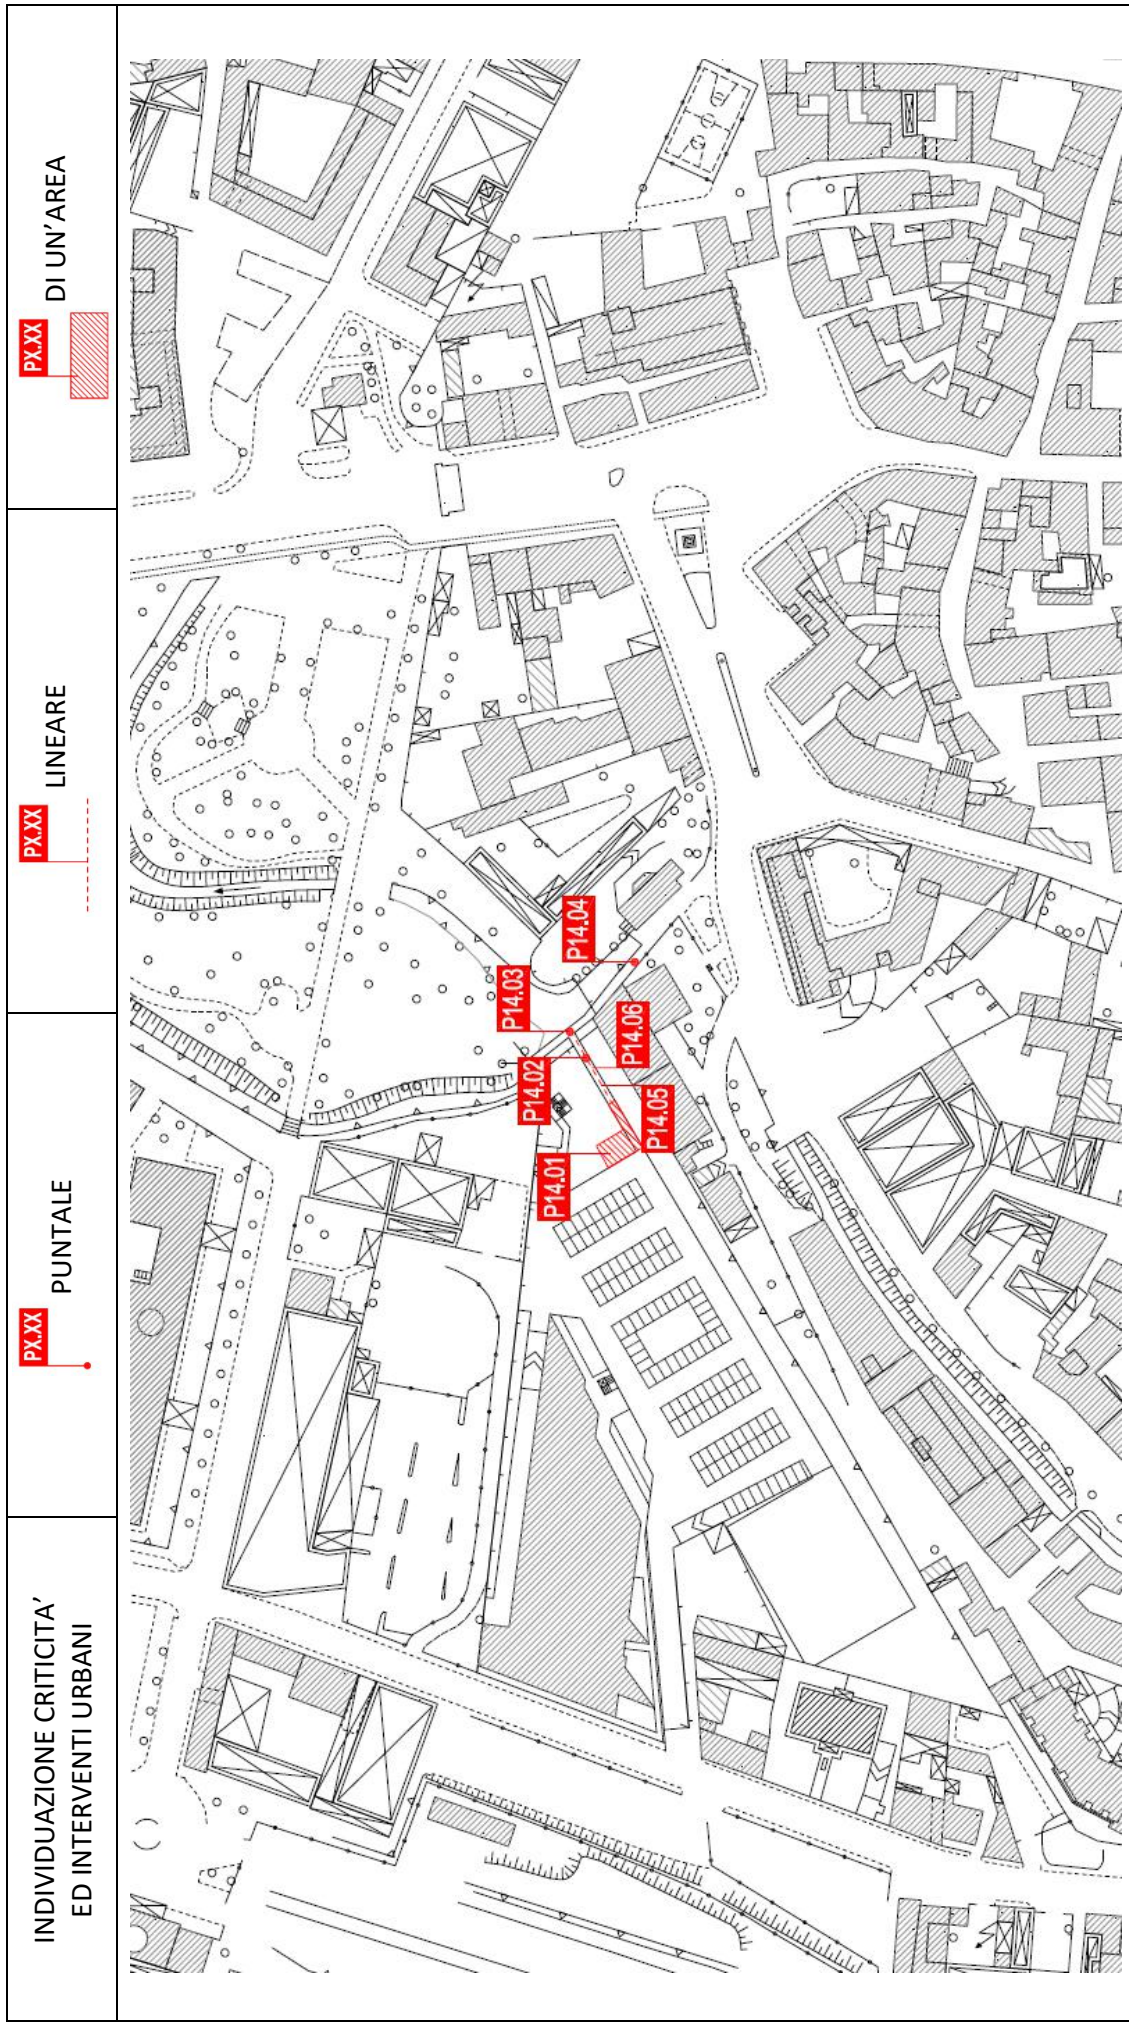 INDIVIDUAZIONE CRITICITA’
ED INTERVENTI URBANI
PX.XX
PUNTALE
PX.XX
LINEARE
PX.XX
DI UN’AREA
P14.01
P14.02
P14.03
P14.04
P14.05
P14.06